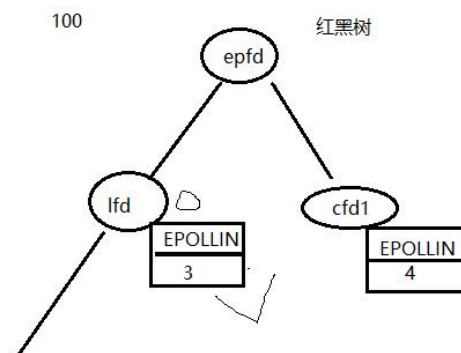 100
红黑树
epfd
lfd
cfd1
EPOLLIN
3
EPOLLIN
4